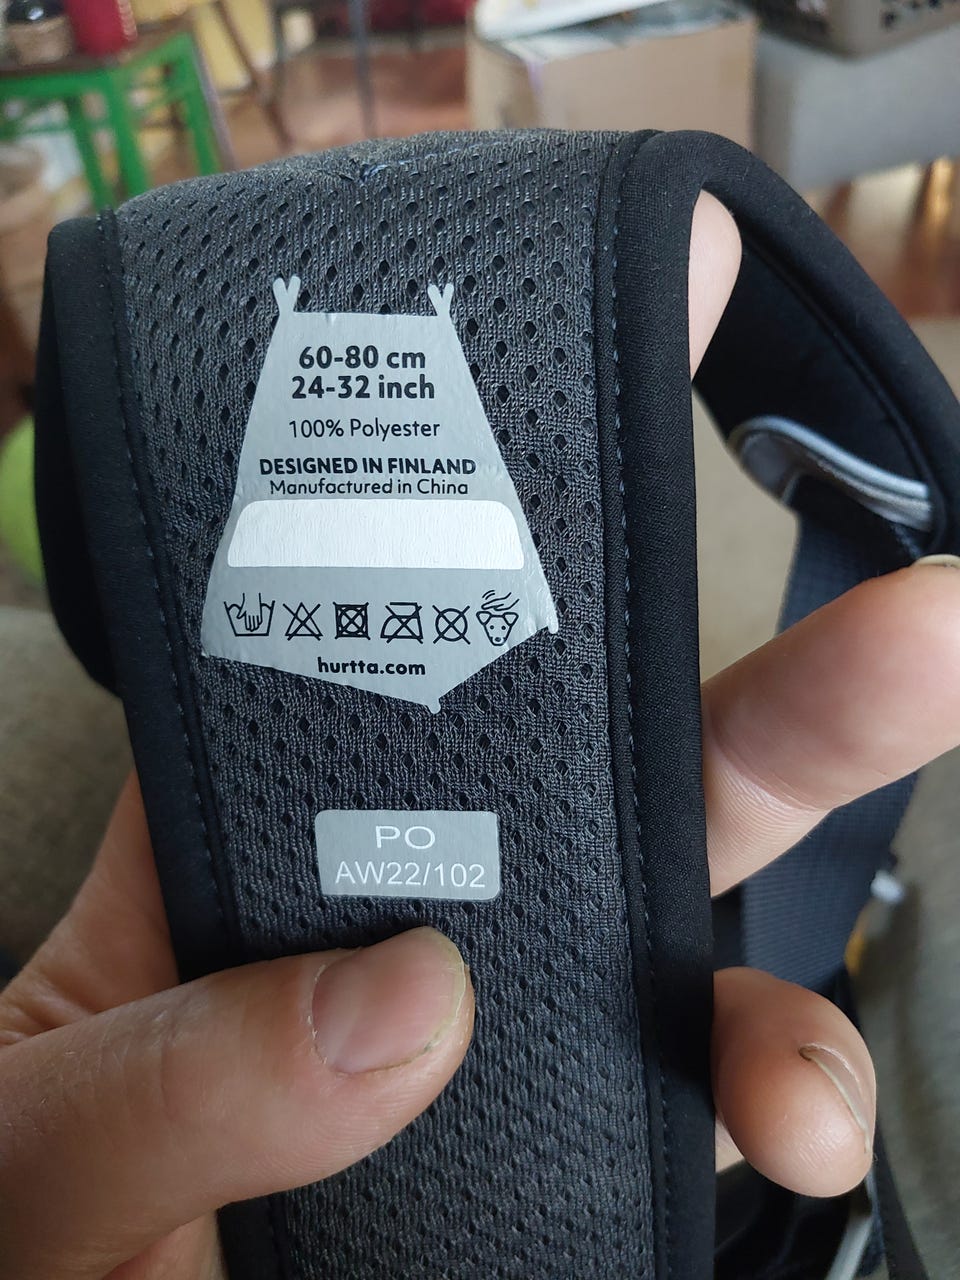 60-80 cm
24-32 inch
100% Polyester
DESIGNED IN FINLAND
Manufactured in China
hurtta.com
PO
AW22/102